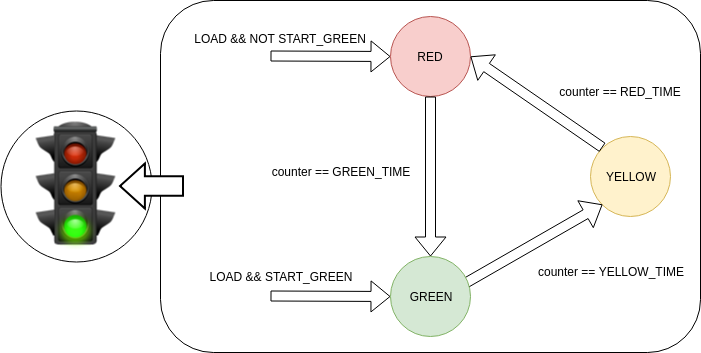 LOAD && NOT START_GREEN
RED
counter == RED_TIME
counter == GREEN_TIME
YELLOW
LOAD && START_GREEN
counter == YELLOW_TIME
GREEN